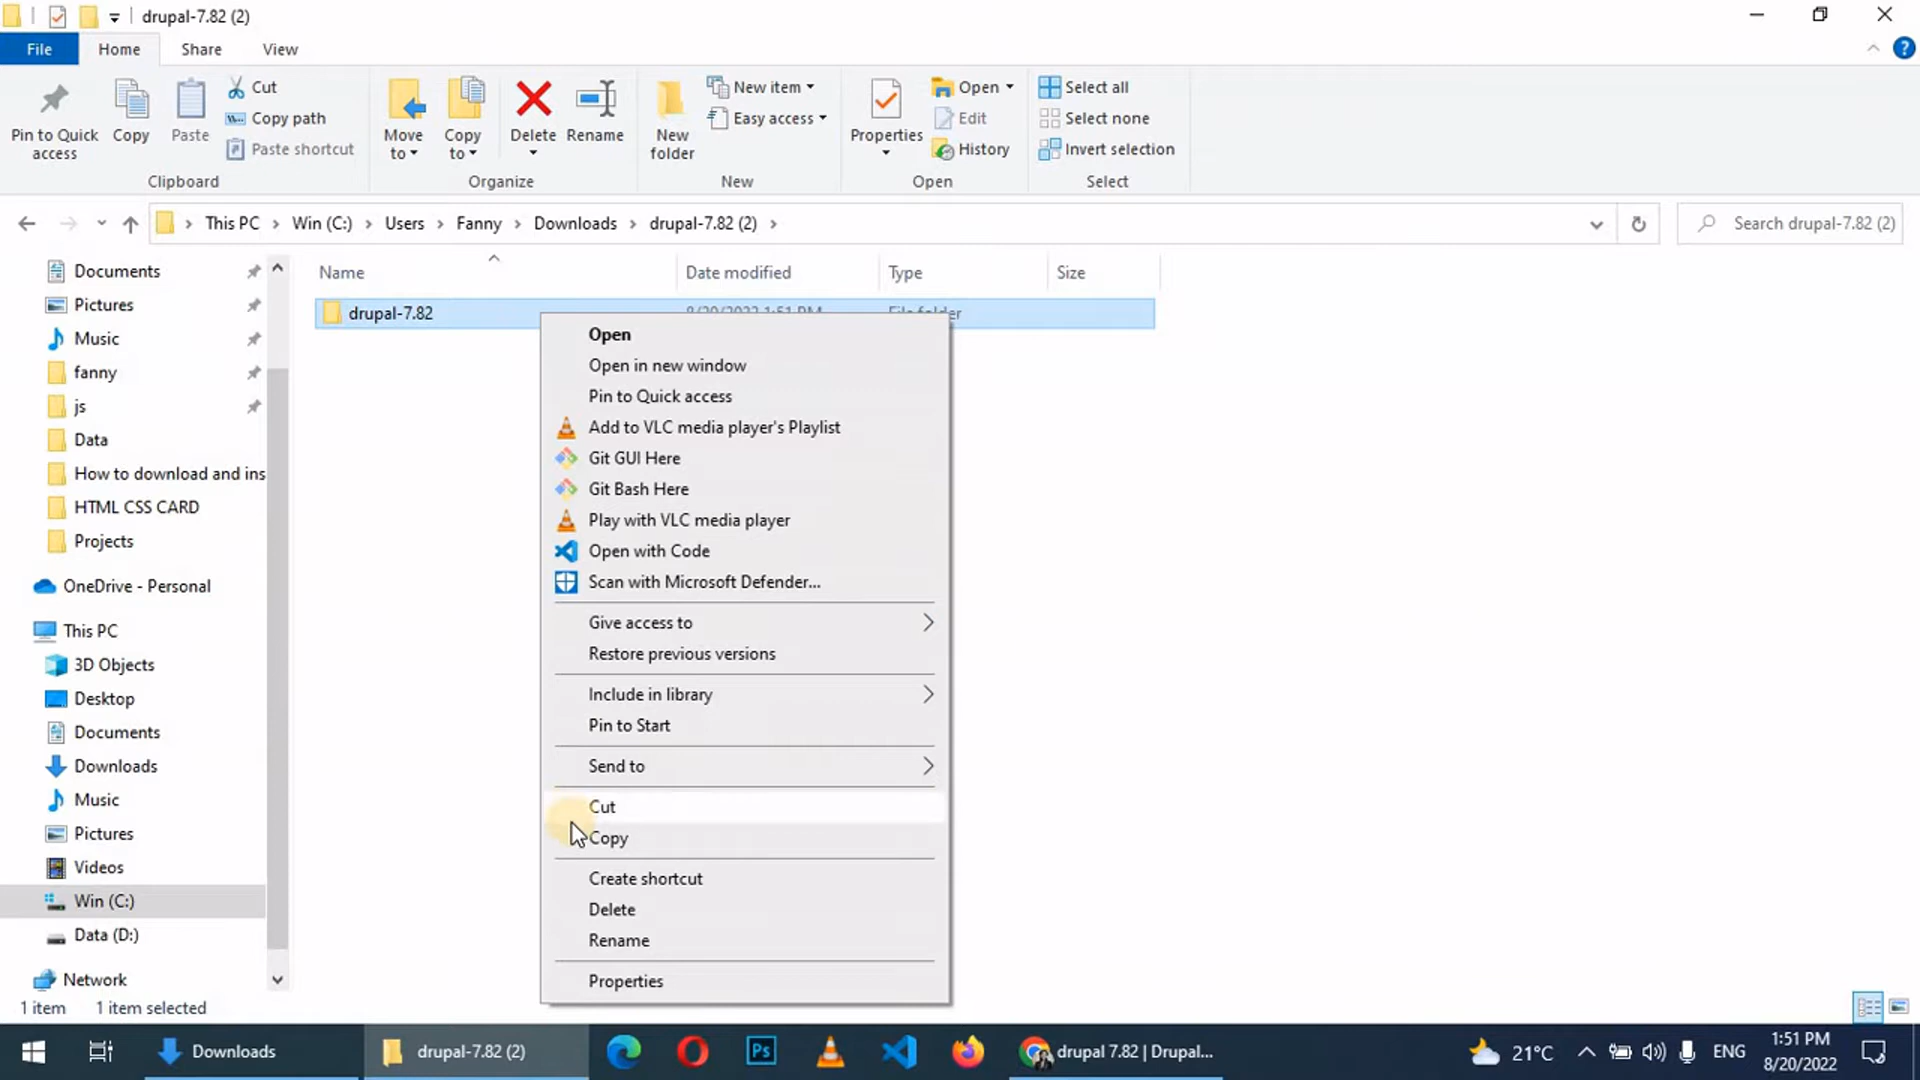 drupal-7.82 (2)
File Home Share View
Pin to Quick access
Copy
Paste
Cut
Copy path
Paste shortcut
Clipboard
Move to
Copy to
Delete
Rename
Organize
New folder
New item
Easy access
New
Properties
Open
Edit
History
Open
Select all
Select none
Invert selection
Select
This PC > Win (C:) > Users > Fanny > Downloads > drupal-7.82 (2) >
Search drupal-7.82 (2)
Documents
Pictures
Music
fanny
js
Data
How to download and ins
HTML CSS CARD
Projects
OneDrive - Personal
This PC
3D Objects
Desktop
Documents
Downloads
Music
Pictures
Videos
Win (C:)
Data (D:)
Network
Name Date modified Type Size
drupal-7.82 8/20/2022 1:51 PM File folder
Open
Open in new window
Pin to Quick access
Add to VLC media player's Playlist
Git GUI Here
Git Bash Here
Play with VLC media player
Open with Code
Scan with Microsoft Defender...
Give access to
Restore previous versions
Include in library
Pin to Start
Send to
Cut
Copy
Create shortcut
Delete
Rename
Properties
1 item 1 item selected
Downloads
drupal-7.82 (2)
Ps
drupal 7.82 | Drupal...
21°C
ENG
1:51 PM
8/20/2022